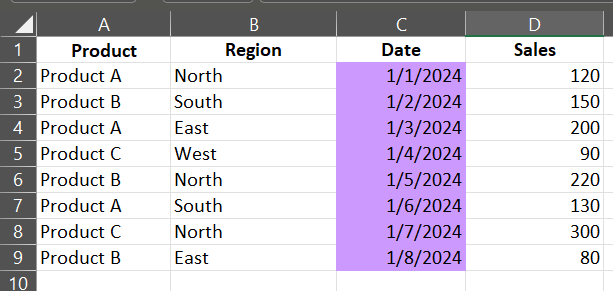 A B C D
1 Product Region Date Sales
2 Product A North 1/1/2024 120
3 Product B South 1/2/2024 150
4 Product A East 1/3/2024 200
5 Product C West 1/4/2024 90
6 Product B North 1/5/2024 220
7 Product A South 1/6/2024 130
8 Product C North 1/7/2024 300
9 Product B East 1/8/2024 80
10